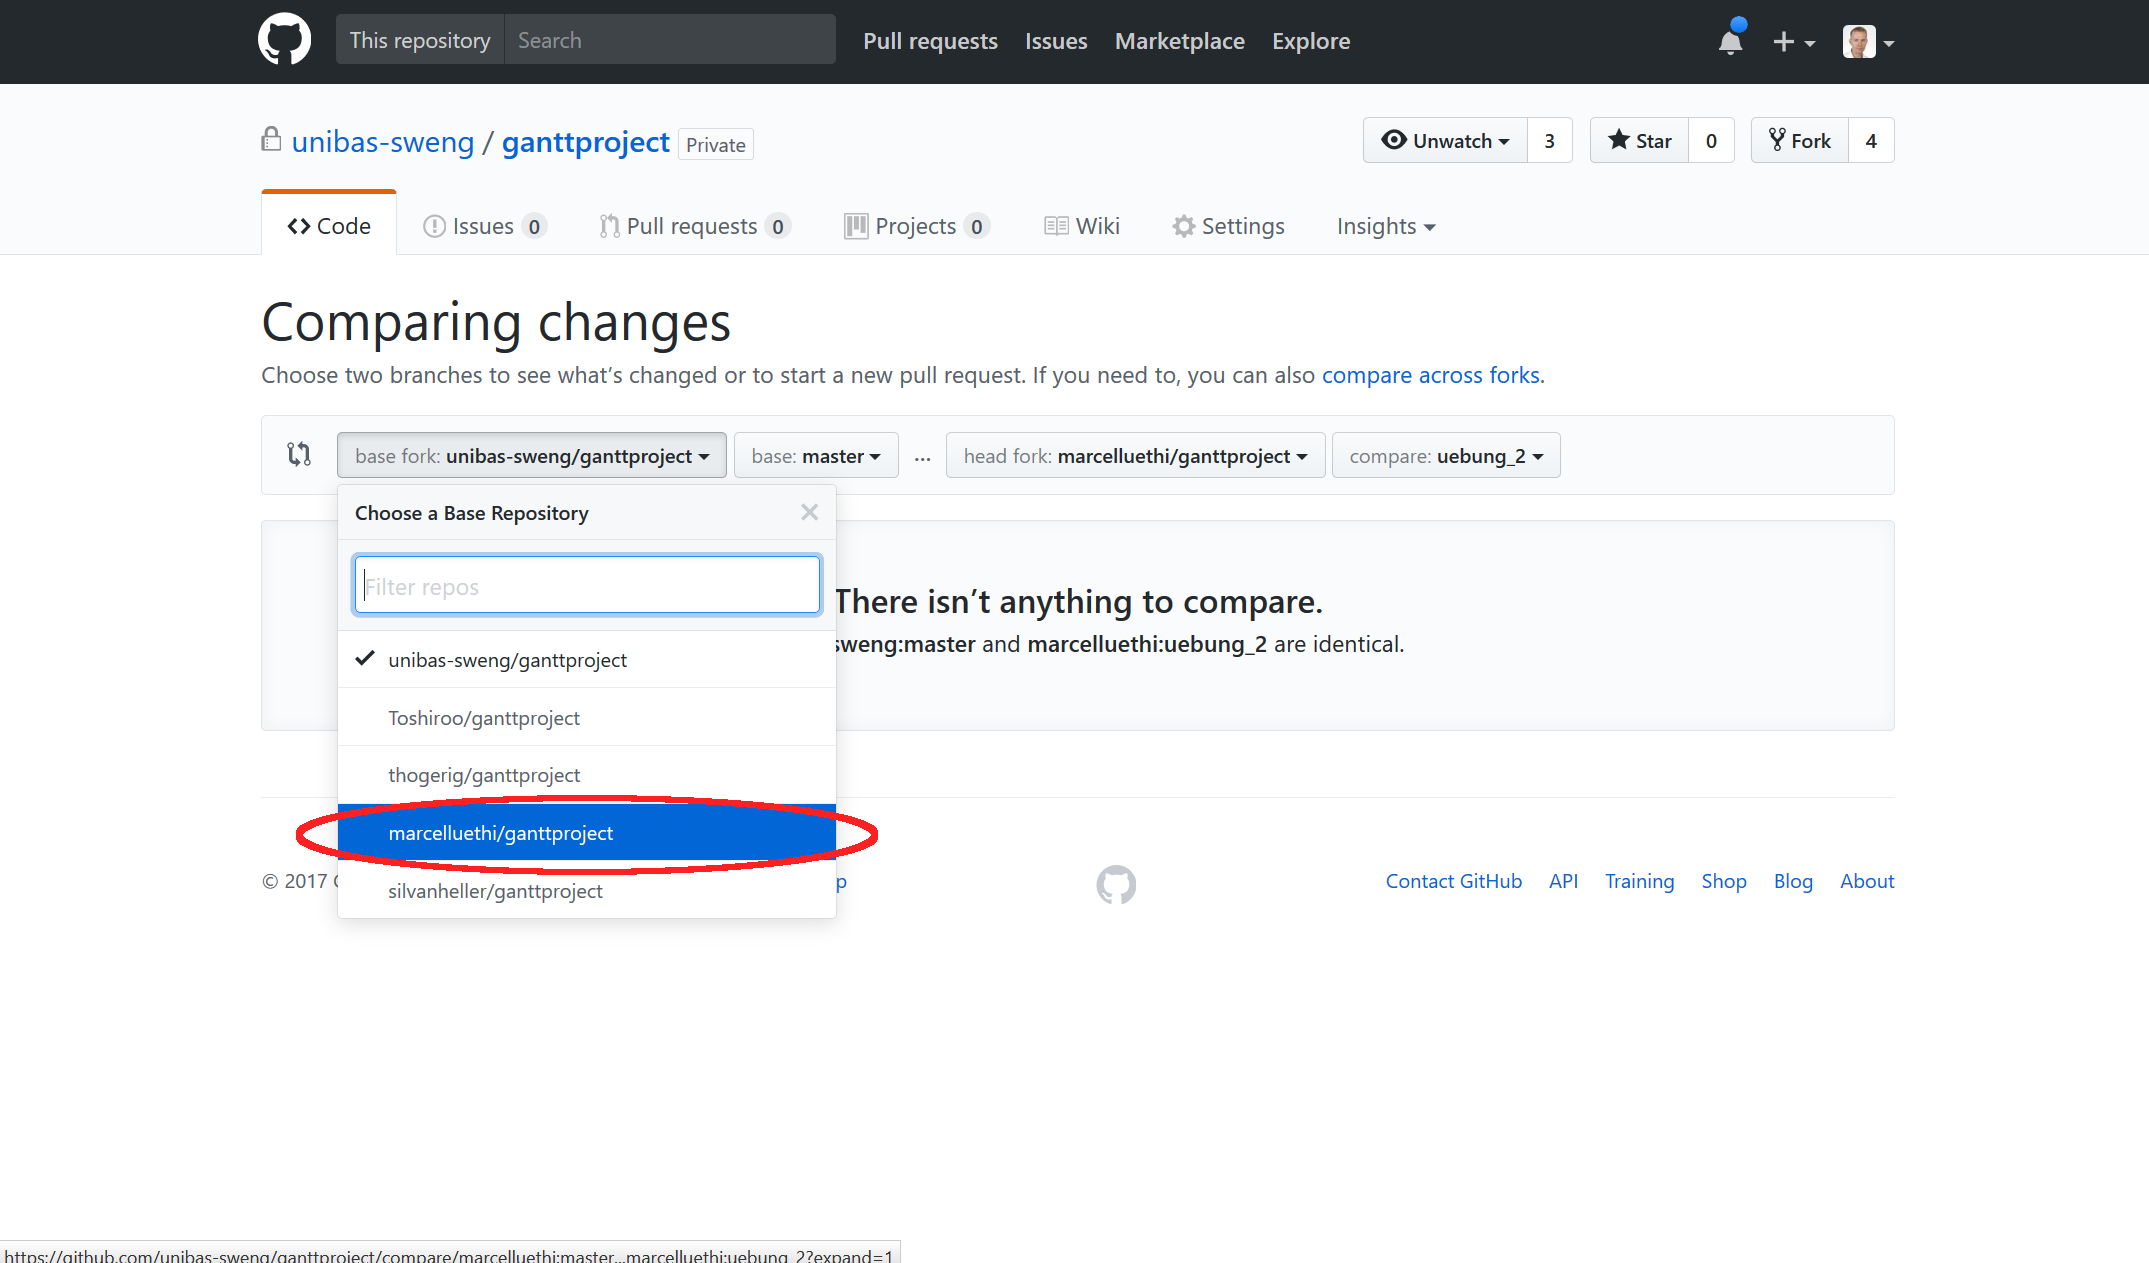 This repository Search Pull requests Issues Marketplace Explore
unibas-sweng / ganttproject Private Unwatch 3 Star 0 Fork 4
Code Issues 0 Pull requests 0 Projects 0 Wiki Settings Insights
Comparing changes
Choose two branches to see what’s changed or to start a new pull request. If you need to, you can also compare across forks.
base fork: unibas-sweng/ganttproject base: master ... head fork: marcelluethi/ganttproject compare: uebung_2
Choose a Base Repository
Filter repos
There isn’t anything to compare.
sweng:master and marcelluethi:uebung_2 are identical.
unibas-sweng/ganttproject
Toshiroo/ganttproject
thogerig/ganttproject
marcelluethi/ganttproject
silvanheller/ganttproject
© 2017 Contact GitHub API Training Shop Blog About
https://github.com/unibas-sweng/ganttproject/compare/marcelluethi:master...marcelluethi:uebung_2?expand=1